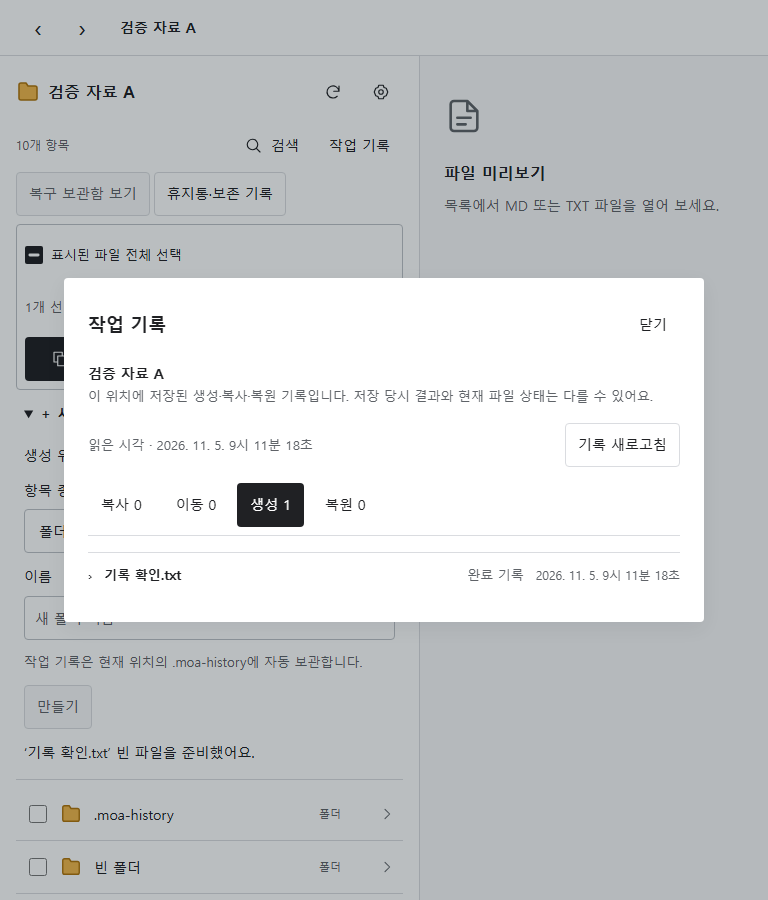 검증 자료 A
검증 자료 A
10개 항목
검색
작업 기록
복구 보관함 보기
휴지통·보존 기록
표시된 파일 전체 선택
1개 선
파일 미리보기
목록에서 MD 또는 TXT 파일을 열어 보세요.
작업 기록
닫기
검증 자료 A
이 위치에 저장된 생성·복사·복원 기록입니다. 저장 당시 결과와 현재 파일 상태는 다를 수 있어요.
읽은 시각 · 2026. 11. 5. 9시 11분 18초
기록 새로고침
복사 0
이동 0
생성 1
복원 0
› 기록 확인.txt
완료 기록
2026. 11. 5. 9시 11분 18초
생성
항목
폴더
이름
새
작업 기록은 현재 위치의 .moa-history에 자동 보관합니다.
만들기
‘기록 확인.txt’ 빈 파일을 준비했어요.
.moa-history
폴더
빈 폴더
폴더